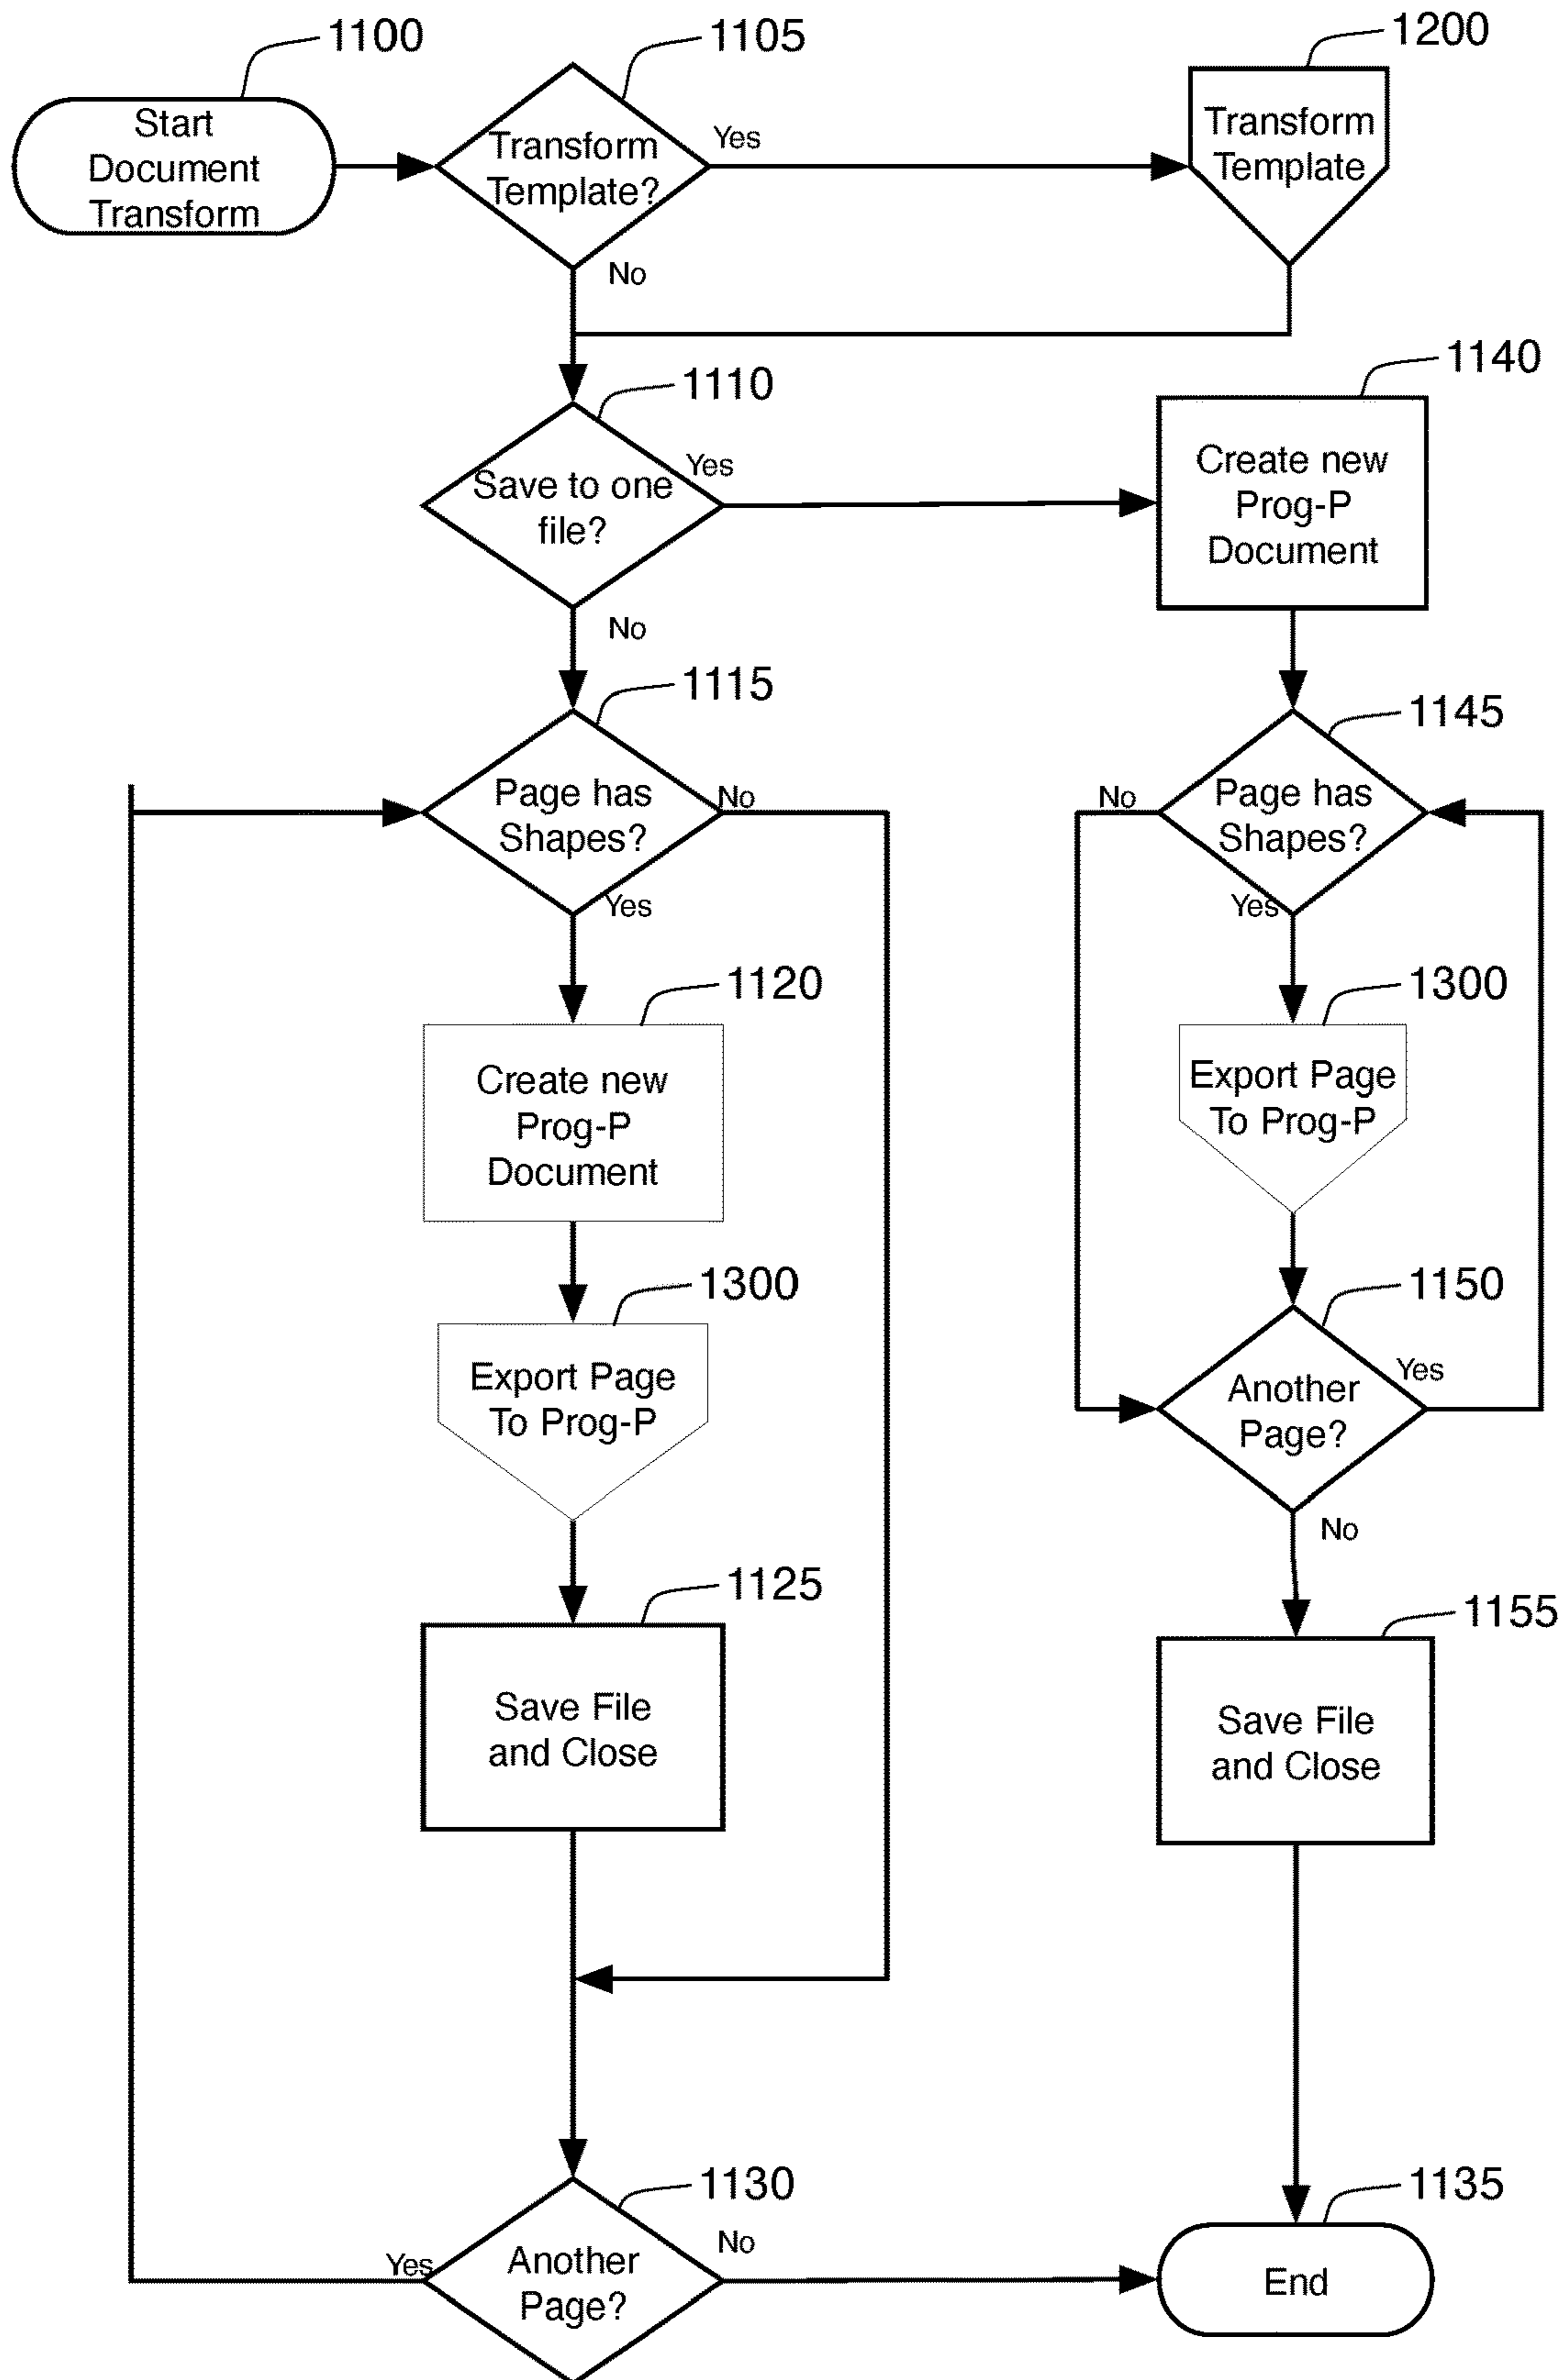 1100
1105
1200
Start
Document
Transform
Transform
Template?
Yes
Transform
Template
No
1110
1140
Save to one
file?
Yes
Create new
Prog-P
Document
No
1115
1145
Page has
Shapes?
No
No
Page has
Shapes?
Yes
Yes
1120
1300
Create new
Prog-P
Document
Export Page
To Prog-P
1300
1150
Export Page
To Prog-P
Another
Page?
Yes
No
1125
1155
Save File
and Close
Save File
and Close
1130
1135
Yes
Another
Page?
No
End